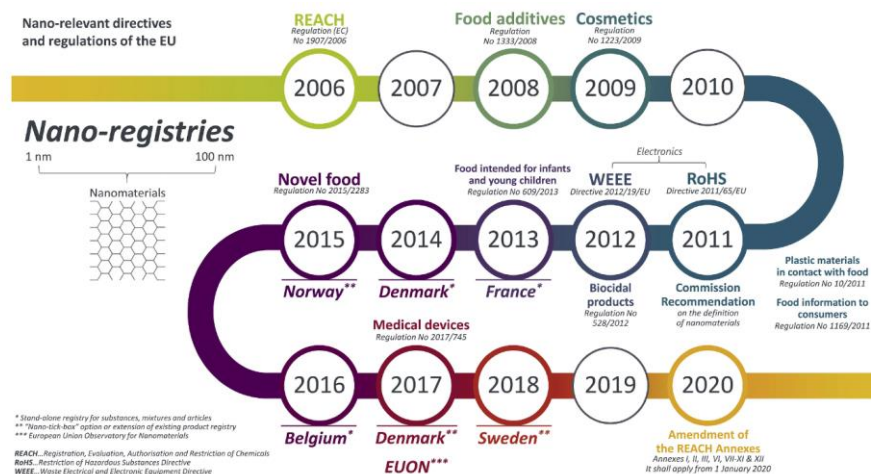 Nano-relevant directives
and regulations of the EU
REACH
Regulation (EC)
No 1907/2006
Food additives
Regulation
No 1333/2008
Cosmetics
Regulation
No 1223/2009
2006
2007
2008
2009
2010
Nano-registries
1 nm
100 nm
Nanomaterials
Novel food
Regulation No 2015/2283
Food intended for infants
and young children
Regulation No 609/2013
Electronics
WEEE
Directive 2012/19/EU
RoHS
Directive 2011/65/EU
2015
2014
2013
2012
2011
Norway**
Denmark*
France*
Biocidal
products
Regulation No
528/2012
Commission
Recommendation
on the definition
of nanomaterials
Plastic materials
in contact with food
Regulation No 10/2011
Food information to
consumers
Regulation No 1169/2011
Medical devices
Regulation No 2017/745
2016
2017
2018
2019
2020
Belgium*
Denmark**
EUON***
Sweden**
Amendment of
the REACH Annexes
Annexes I, II, III, VI, VII-XI & XII
It shall apply from 1 January 2020
* Stand-alone registry for substances, mixtures and articles
** "Nano-tick-box" option or extension of existing product registry
*** European Union Observatory for Nanomaterials
REACH...Registration, Evaluation, Authorisation and Restriction of Chemicals
RoHS...Restriction of Hazardous Substances Directive
WEEE...Waste Electrical and Electronic Equipment Directive